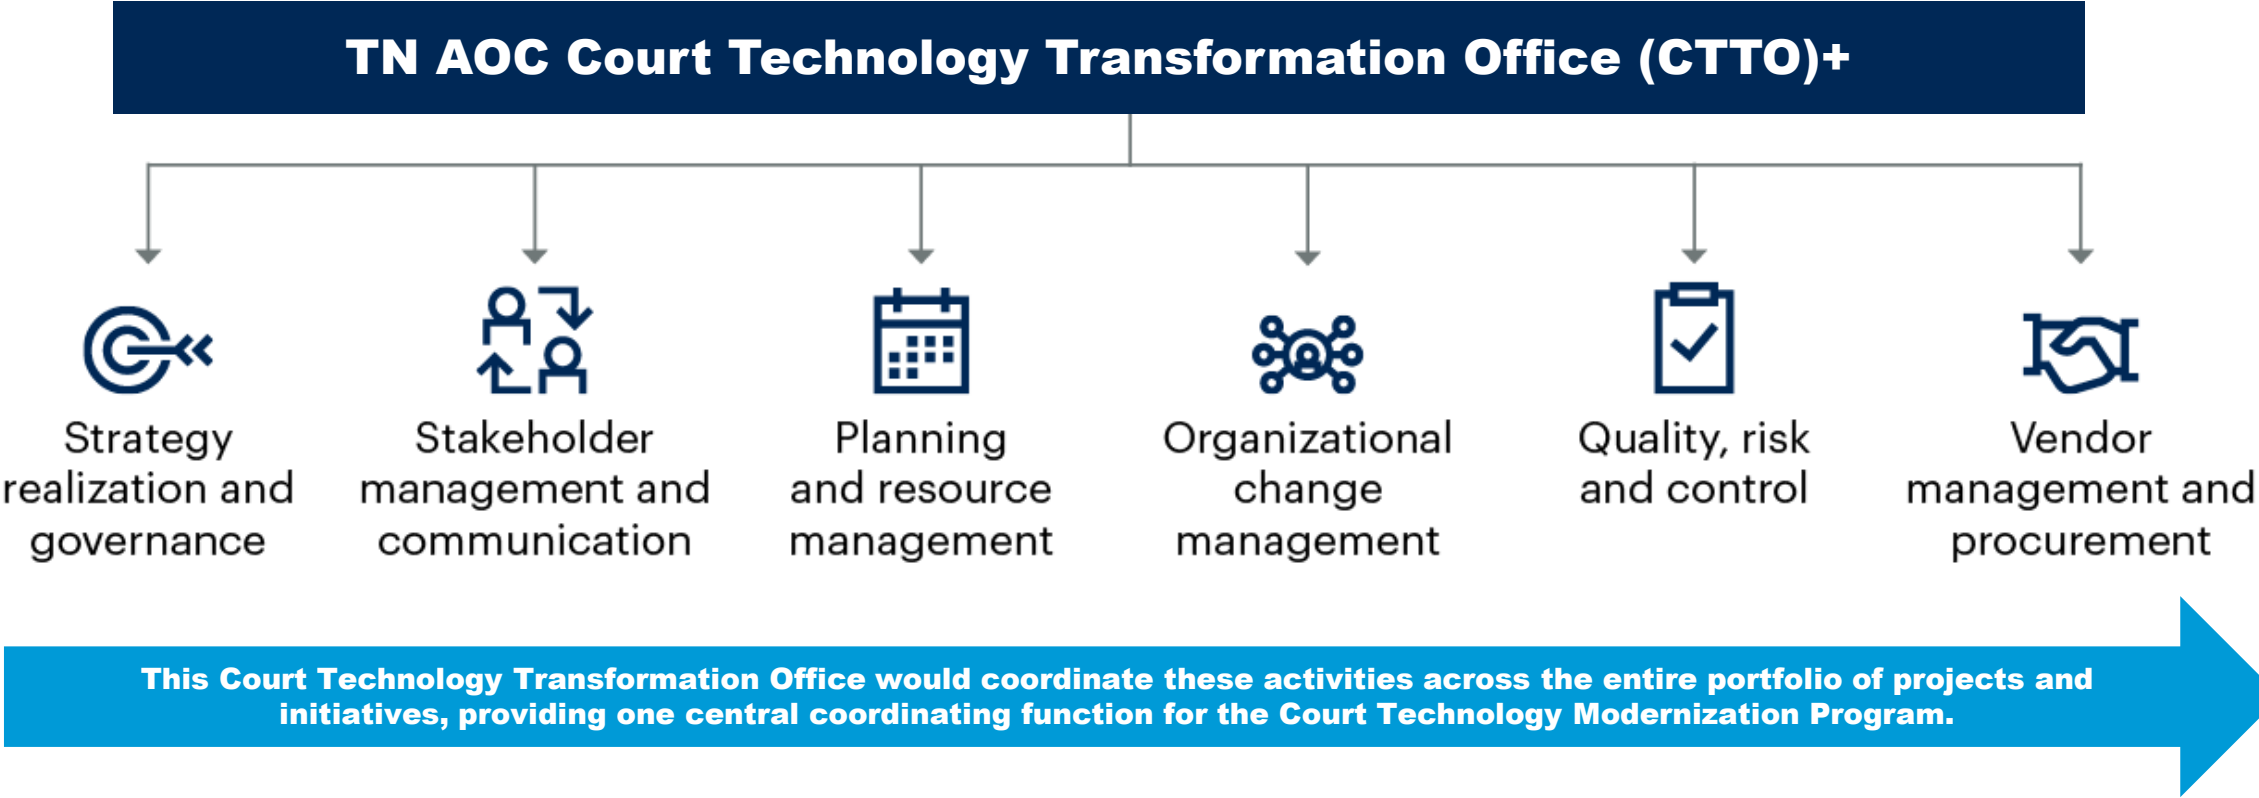 TN AOC Court Technology Transformation Office (CTTO)+
Strategy
realization and
governance
Stakeholder
management and
communication
Planning
and resource
management
Organizational
change
management
Quality, risk
and control
Vendor
management and
procurement
This Court Technology Transformation Office would coordinate these activities across the entire portfolio of projects and
initiatives, providing one central coordinating function for the Court Technology Modernization Program.